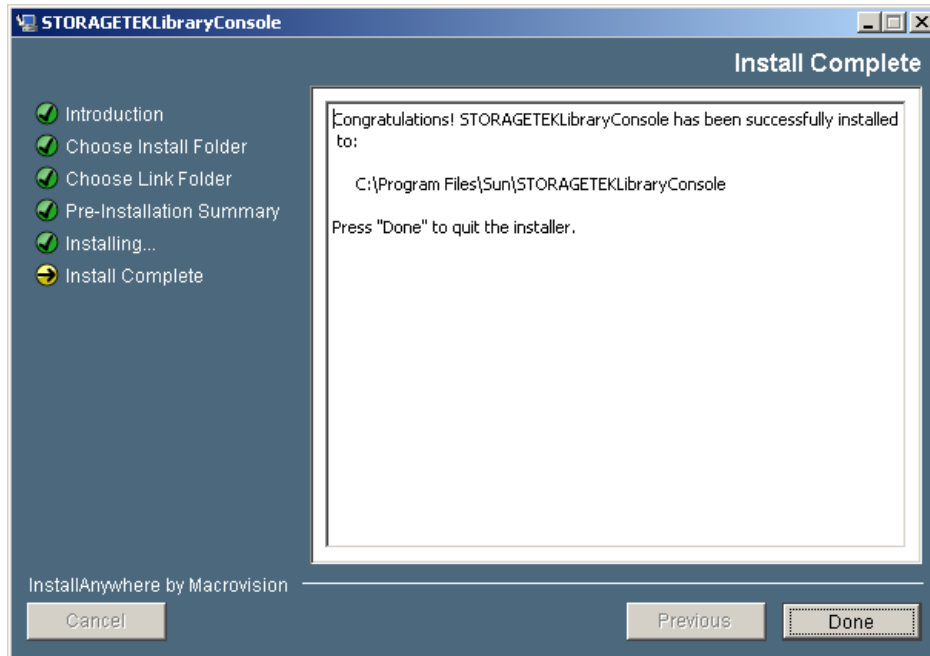 STORAGETEKLibraryConsole
Install Complete
Introduction
Choose Install Folder
Choose Link Folder
Pre-Installation Summary
Installing...
Install Complete
Congratulations! STORAGETEKLibraryConsole has been successfully installed
to:
C:\Program Files\Sun\STORAGETEKLibraryConsole
Press "Done" to quit the installer.
InstallAnywhere by Macrovision
Cancel
Previous
Done